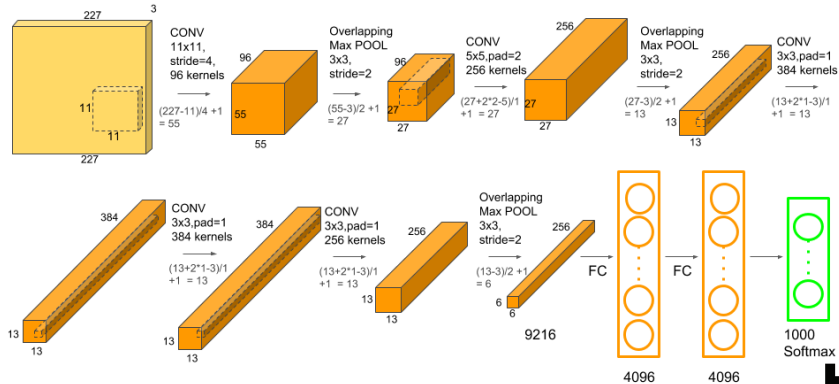 227
3
11
11
227
CONV
11x11,
stride=4,
96 kernels
(227-11)/4 +1
= 55
96
55
55
Overlapping
Max POOL
3x3,
stride=2
(55-3)/2 +1
= 27
96
27
27
CONV
5x5,pad=2
256 kernels
(27+2*2-5)/1
+1 = 27
256
27
27
Overlapping
Max POOL
3x3,
stride=2
(27-3)/2 +1
= 13
256
13
13
CONV
3x3,pad=1
384 kernels
(13+2*1-3)/1
+1 = 13
384
13
13
CONV
3x3,pad=1
384 kernels
(13+2*1-3)/1
+1 = 13
384
13
13
CONV
3x3,pad=1
256 kernels
(13+2*1-3)/1
+1 = 13
256
13
13
Overlapping
Max POOL
3x3,
stride=2
(13-3)/2 +1
= 6
256
6
6
9216
FC
4096
FC
4096
1000
Softmax